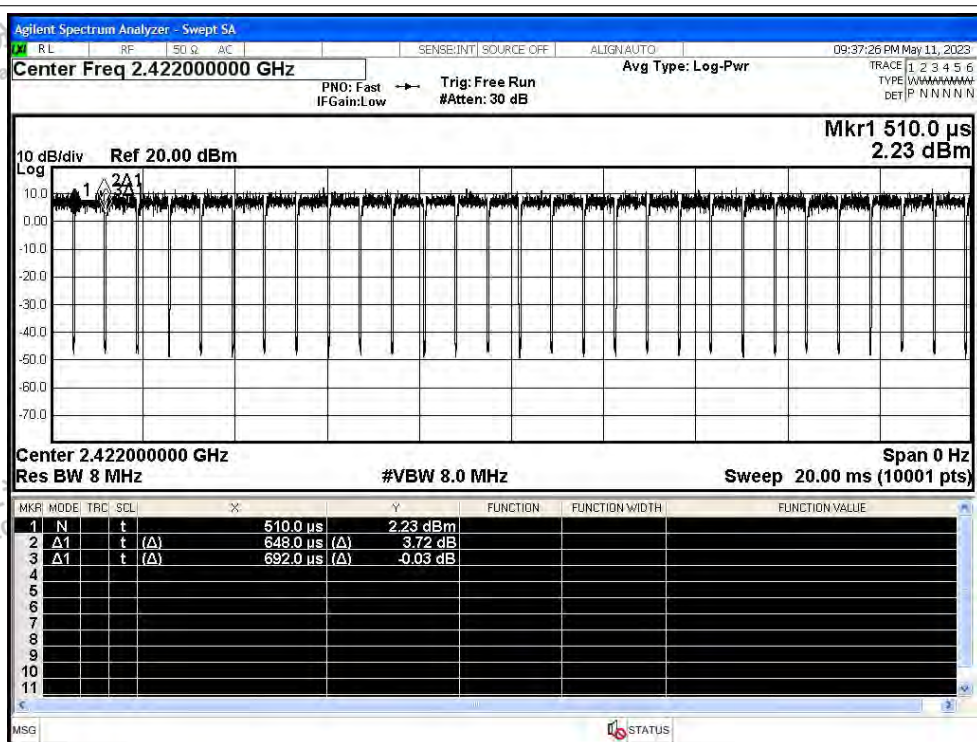 Agilent Spectrum Analyzer - Swept SA
RL RF 50 Ω AC SENSE:INT SOURCE OFF ALIGNAUTO 09:37:26 PM May 11, 2023
Center Freq 2.422000000 GHz Avg Type: Log-Pwr TRACE 1 2 3 4 5 6
PNO: Fast Trig: Free Run TYPE
IFGain:Low #Atten: 30 dB DET P N N N N N
Mkr1 510.0 µs
10 dB/div Ref 20.00 dBm 2.23 dBm
Log
1 2Δ1
3Δ1
10.0
0.00
-10.0
-20.0
-30.0
-40.0
-50.0
-60.0
-70.0
Center 2.422000000 GHz Span 0 Hz
Res BW 8 MHz #VBW 8.0 MHz Sweep 20.00 ms (10001 pts)
MKR MODE TRC SCL X Y FUNCTION FUNCTION WIDTH FUNCTION VALUE
1 N t 510.0 µs 2.23 dBm
2 Δ1 t (Δ) 648.0 µs (Δ) 3.72 dB
3 Δ1 t (Δ) 692.0 µs (Δ) -0.03 dB
4
5
6
7
8
9
10
11
MSG STATUS